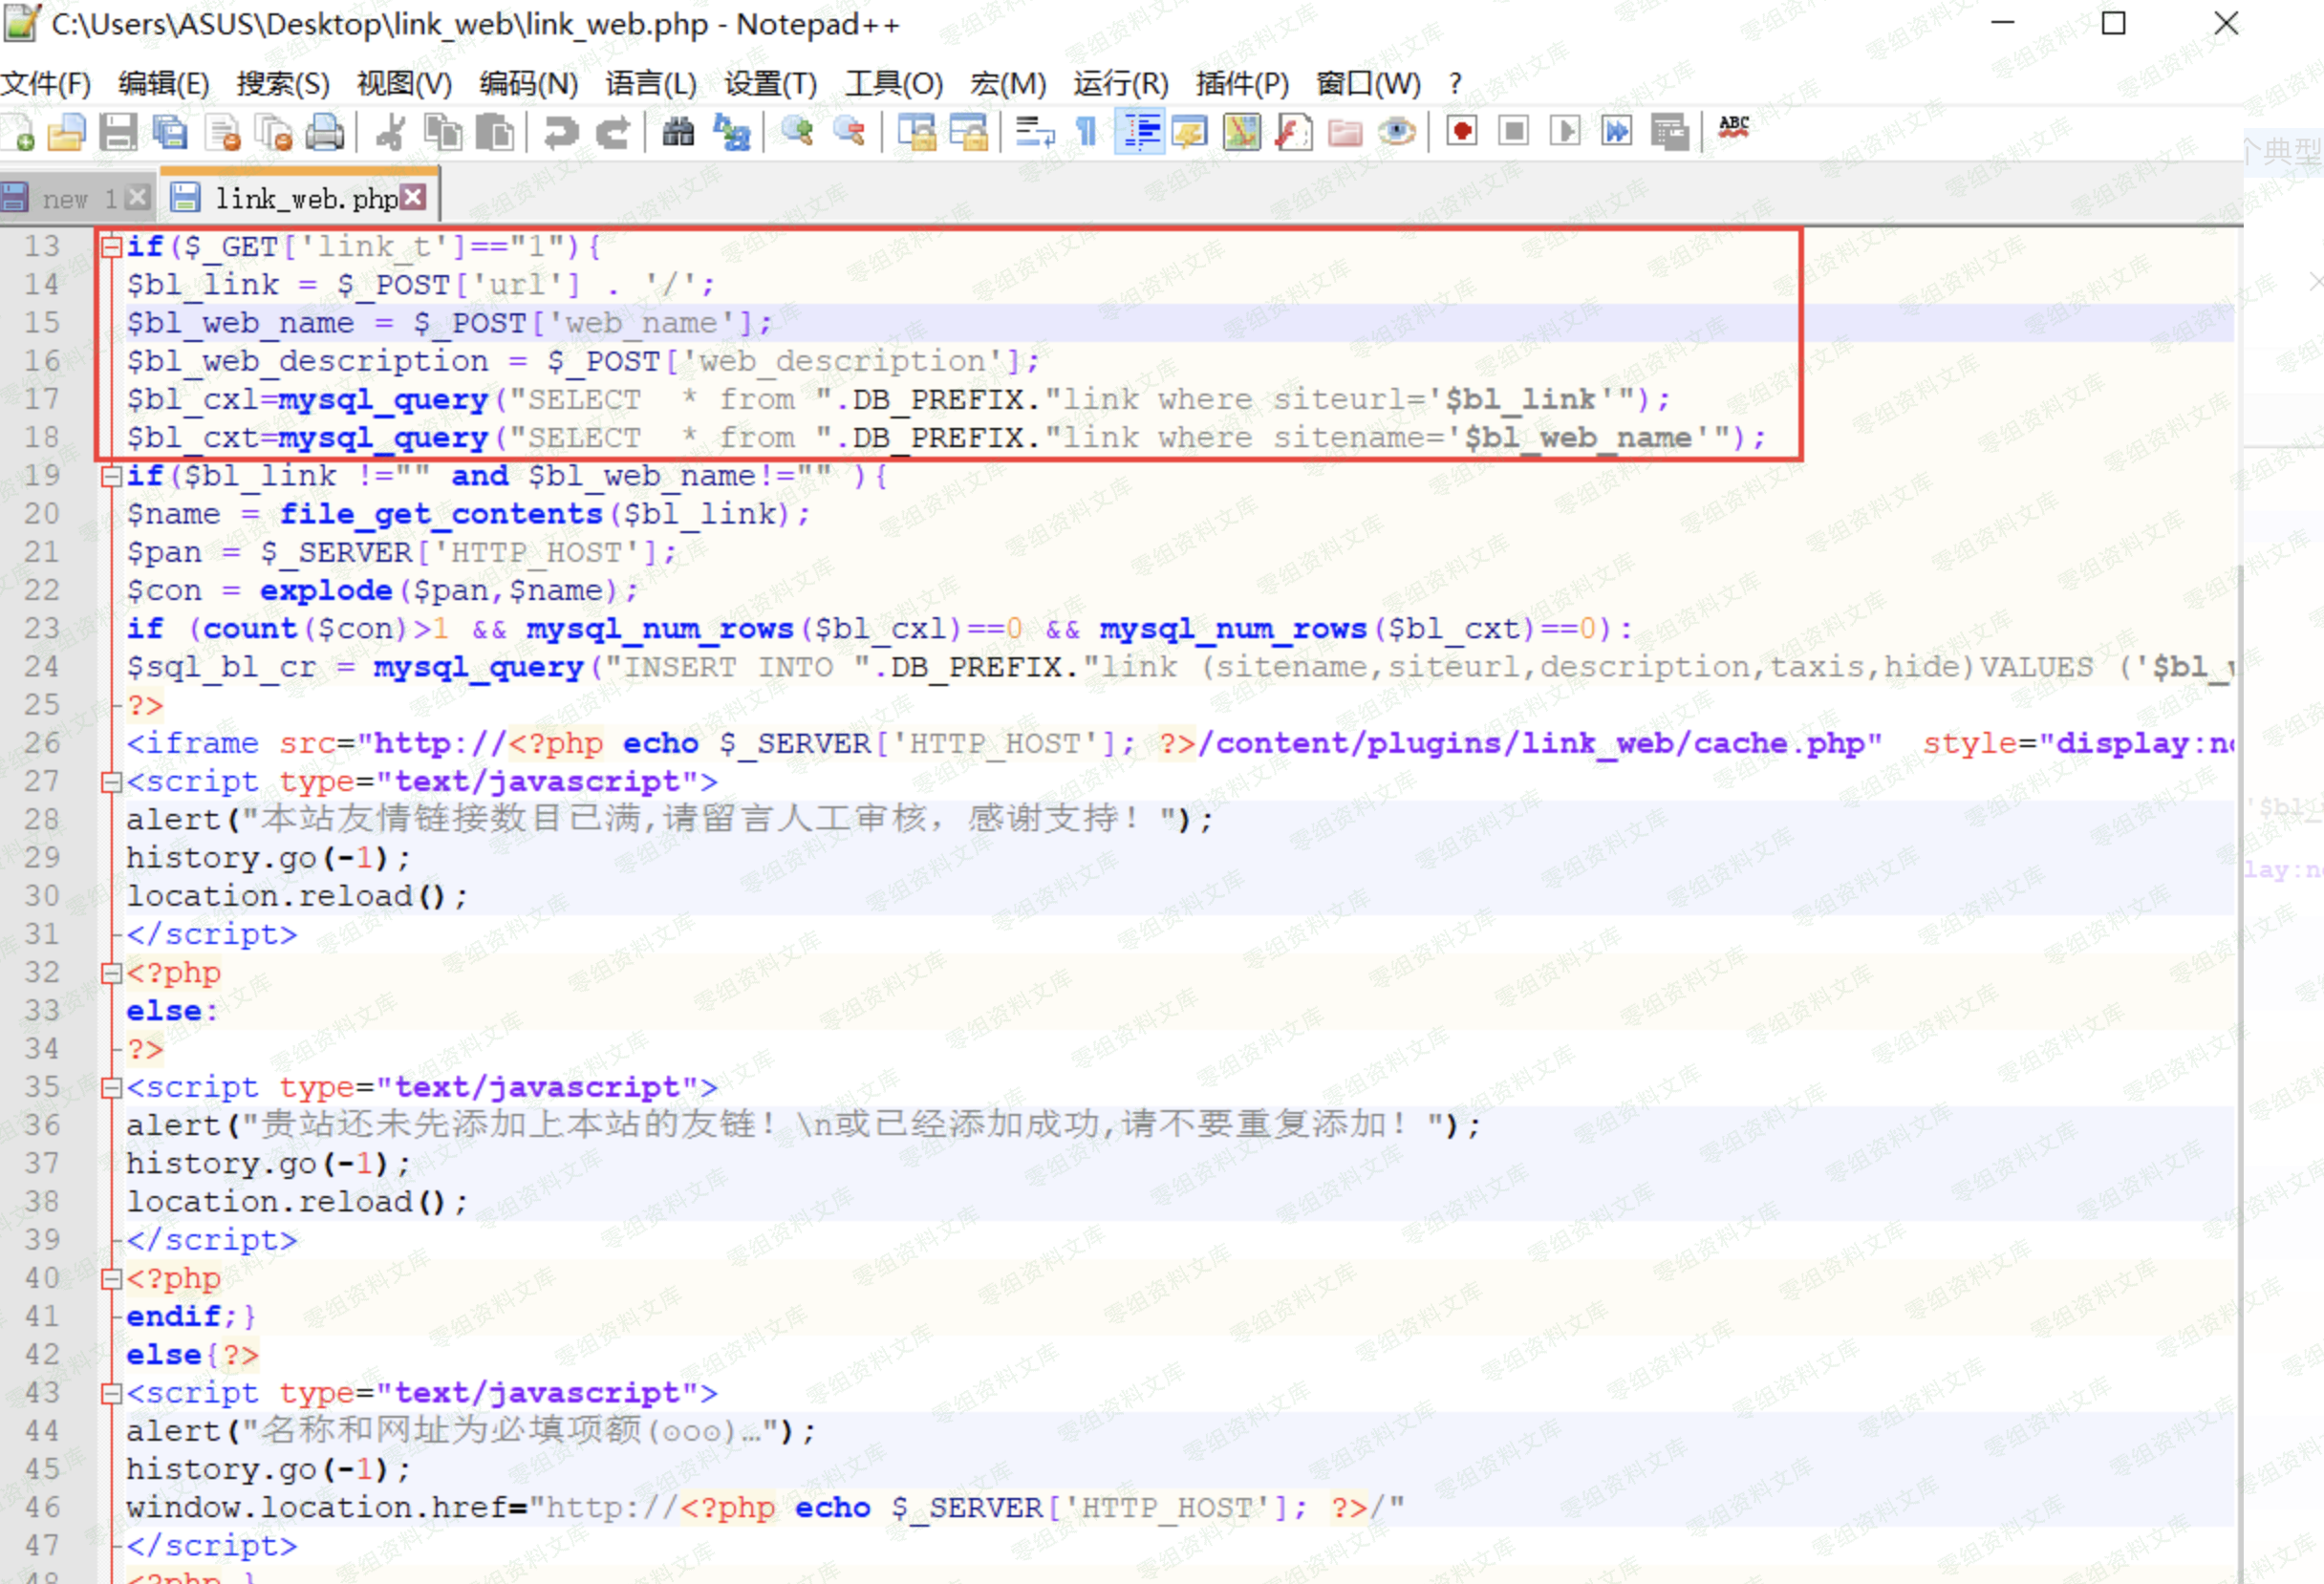 C:\Users\ASUS\Desktop\link_web\link_web.php - Notepad++
文件(F) 编辑(E) 搜索(S) 视图(V) 编码(N) 语言(L) 设置(T) 工具(O) 宏(M) 运行(R) 插件(P) 窗口(W) ?
ABC
new 1 link_web.php
个典型
13 if($_GET['link_t']=="1"){
14 $bl_link = $_POST['url'] . '/';
15 $bl_web_name = $_POST['web_name'];
16 $bl_web_description = $_POST['web_description'];
17 $bl_cxl=mysql_query("SELECT  * from ".DB_PREFIX."link where siteurl='$bl_link'");
18 $bl_cxt=mysql_query("SELECT  * from ".DB_PREFIX."link where sitename='$bl_web_name'");
19 if($bl_link !="" and $bl_web_name!="" ){
20 $name = file_get_contents($bl_link);
21 $pan = $_SERVER['HTTP_HOST'];
22 $con = explode($pan,$name);
23 if (count($con)>1 && mysql_num_rows($bl_cxl)==0 && mysql_num_rows($bl_cxt)==0):
24 $sql_bl_cr = mysql_query("INSERT INTO ".DB_PREFIX."link (sitename,siteurl,description,taxis,hide)VALUES ('$bl_
25 ?>
26 <iframe src="http://<?php echo $_SERVER['HTTP_HOST']; ?>/content/plugins/link_web/cache.php"  style="display:n
27 <script type="text/javascript">
28 alert("本站友情链接数目已满,请留言人工审核，感谢支持！");
'$bl_
29 history.go(-1);
lay:n
30 location.reload();
31 </script>
32 <?php
33 else:
34 ?>
35 <script type="text/javascript">
36 alert("贵站还未先添加上本站的友链！\n或已经添加成功,请不要重复添加！");
37 history.go(-1);
38 location.reload();
39 </script>
40 <?php
41 endif;}
42 else{?>
43 <script type="text/javascript">
44 alert("名称和网址为必填项额(⊙o⊙)…");
45 history.go(-1);
46 window.location.href="http://<?php echo $_SERVER['HTTP_HOST']; ?>/"
47 </script>
48 <?php }
零组资料文库